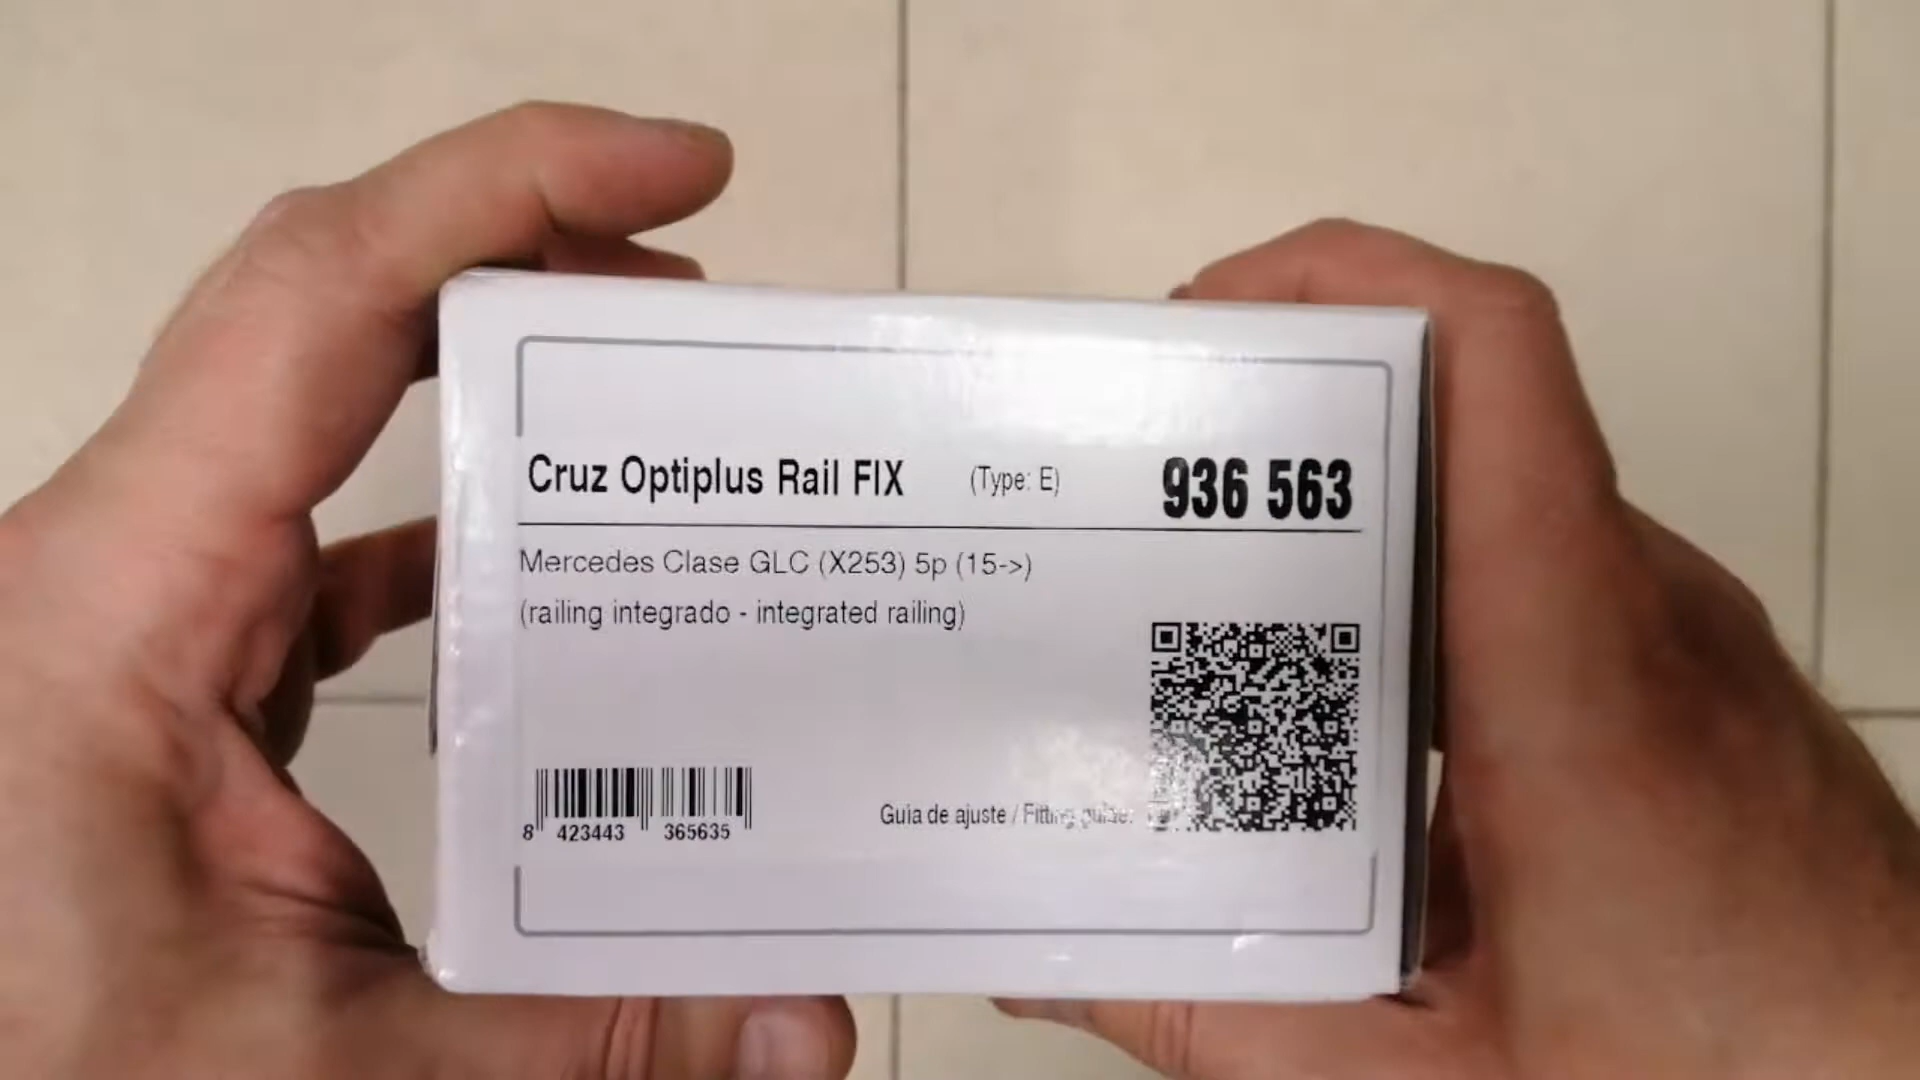 Cruz Optiplus Rail FIX (Type: E) 936 563
Mercedes Clase GLC (X253) 5p (15->)
(railing integrado - integrated railing)
8 423443 365635
Guia de ajuste / Fitting guide: